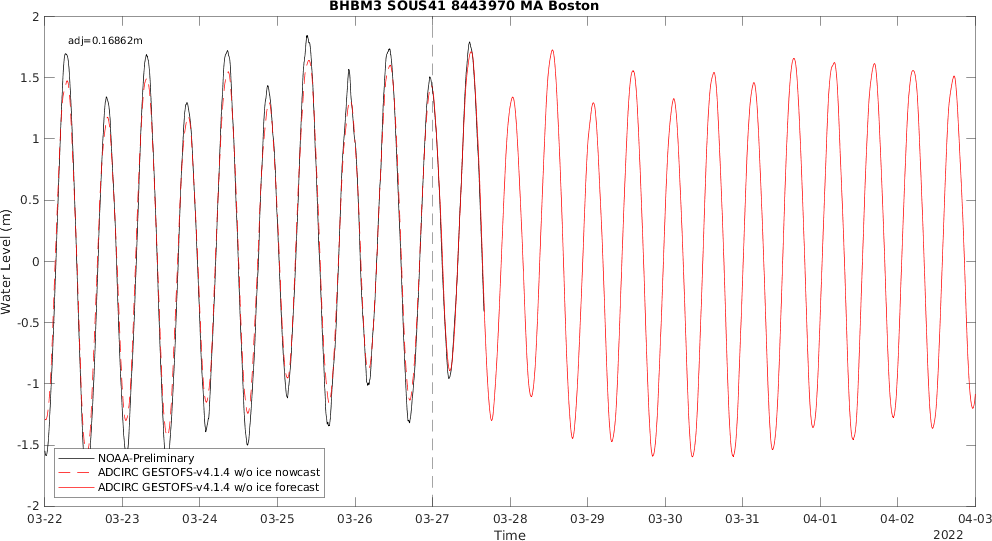 BHBM3 SOUS41 8443970 MA Boston
adj=0.16862m
2
1.5
1
0.5
0
-0.5
-1
-1.5
-2
Water Level (m)
NOAA-Preliminary
ADCIRC GESTOFS-v4.1.4 w/o ice nowcast
ADCIRC GESTOFS-v4.1.4 w/o ice forecast
03-22 03-23 03-24 03-25 03-26 03-27 03-28 03-29 03-30 03-31 04-01 04-02 04-03
Time
2022